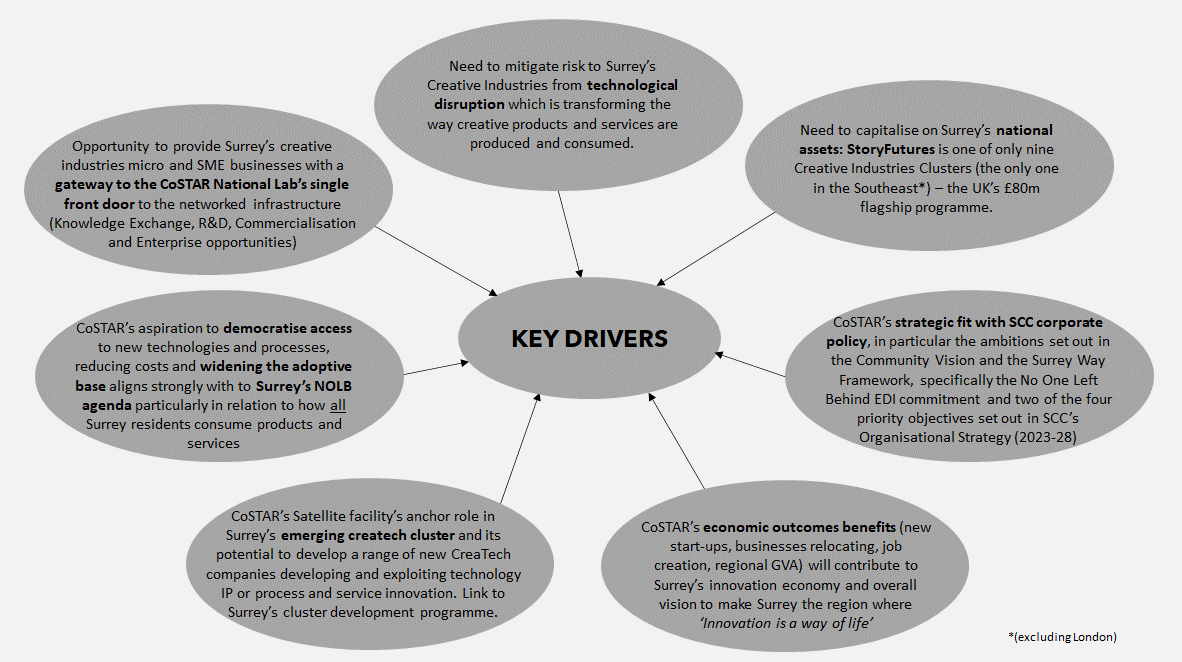 Need to mitigate risk to Surrey's
Creative Industries from technological
disruption which is transforming the
way creative products and services are
produced and consumed.
Opportunity to provide Surrey's creative
industries micro and SME businesses with a
gateway to the CoSTAR National Lab's single
front door to the networked infrastructure
(Knowledge Exchange, R&D, Commercialisation
and Enterprise opportunities)
Need to capitalise on Surrey's national
assets: StoryFutures is one of only nine
Creative Industries Clusters (the only one
in the Southeast*) – the UK's £80m
flagship programme.
KEY DRIVERS
CoSTAR's aspiration to democratise access
to new technologies and processes,
reducing costs and widening the adoptive
base aligns strongly with to Surrey's NOLB
agenda particularly in relation to how all
Surrey residents consume products and
services
CoSTAR's strategic fit with SCC corporate
policy, in particular the ambitions set out in
the Community Vision and the Surrey Way
Framework, specifically the No One Left
Behind EDI commitment and two of the four
priority objectives set out in SCC's
Organisational Strategy (2023-28)
CoSTAR's Satellite facility's anchor role in
Surrey's emerging createch cluster and its
potential to develop a range of new CreaTech
companies developing and exploiting technology
IP or process and service innovation. Link to
Surrey's cluster development programme.
CoSTAR's economic outcomes benefits (new
start-ups, businesses relocating, job
creation, regional GVA) will contribute to
Surrey's innovation economy and overall
vision to make Surrey the region where
'Innovation is a way of life'
*(excluding London)